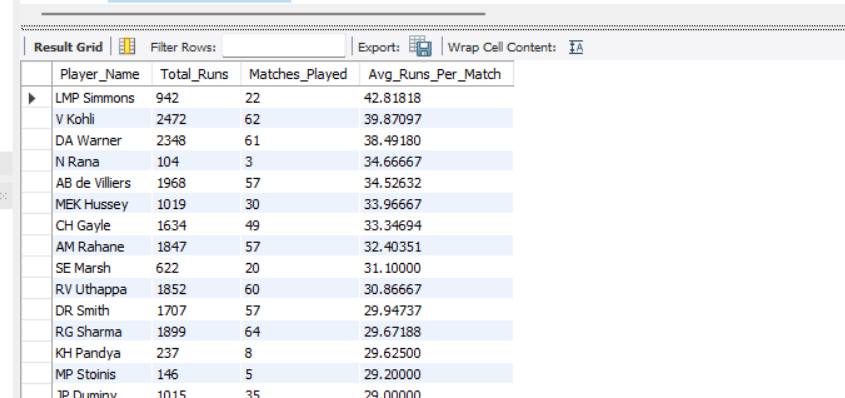 Result Grid Filter Rows: Export: Wrap Cell Content: IA
Player_Name Total_Runs Matches_Played Avg_Runs_Per_Match
LMP Simmons 942 22 42.81818
V Kohli 2472 62 39.87097
DA Warner 2348 61 38.49180
N Rana 104 3 34.66667
AB de Villiers 1968 57 34.52632
MEK Hussey 1019 30 33.96667
CH Gayle 1634 49 33.34694
AM Rahane 1847 57 32.40351
SE Marsh 622 20 31.10000
RV Uthappa 1852 60 30.86667
DR Smith 1707 57 29.94737
RG Sharma 1899 64 29.67188
KH Pandya 237 8 29.62500
MP Stoinis 146 5 29.20000
JP Duminy 1015 35 29.00000